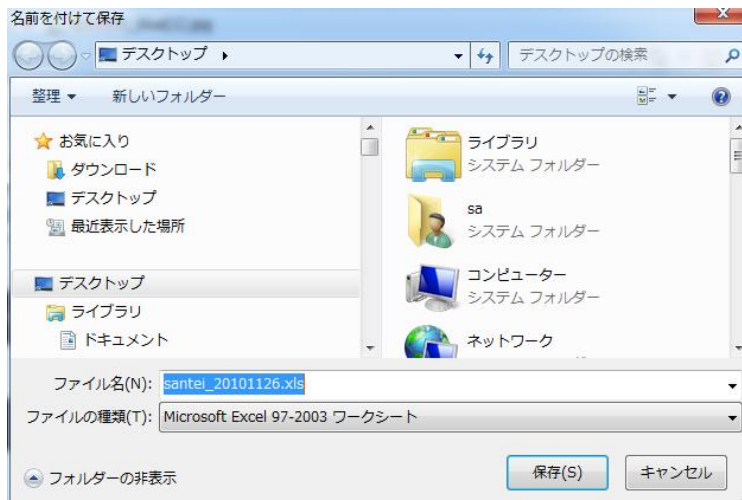 名前を付けて保存
デスクトップ
デスクトップの検索
整理
新しいフォルダー
お気に入り
ダウンロード
デスクトップ
最近表示した場所
デスクトップ
ライブラリ
ドキュメント
ライブラリ
システム フォルダー
sa
システム フォルダー
コンピューター
システム フォルダー
ネットワーク
ファイル名(N): santei_20101126.xls
ファイルの種類(T): Microsoft Excel 97-2003 ワークシート
フォルダーの非表示
保存(S)
キャンセル